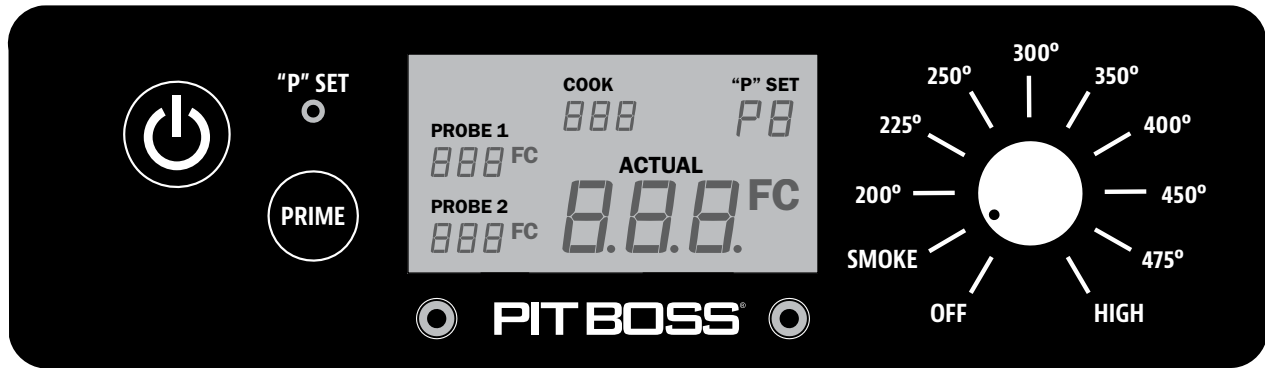 "P" SET
PRIME
COOK
888
"P" SET
P8
PROBE 1
888 FC
ACTUAL
8.8.8. FC
PROBE 2
888 FC
PIT BOSS®
OFF
SMOKE
200º
225º
250º
300º
350º
400º
450º
475º
HIGH